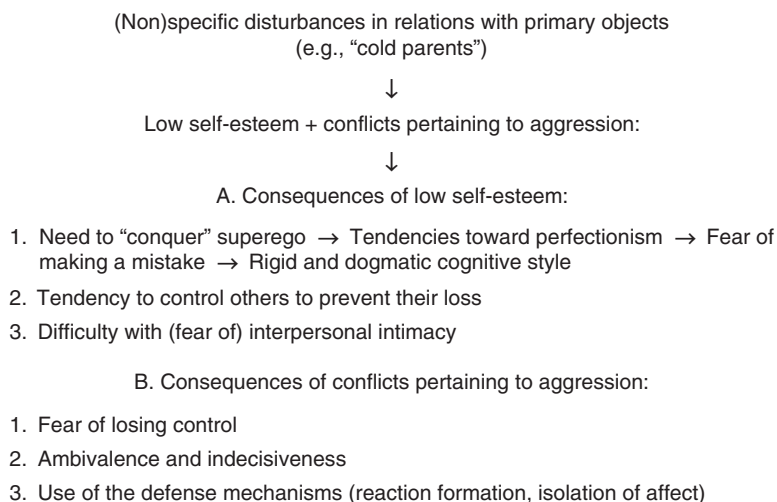 (Non)specific disturbances in relations with primary objects
(e.g., “cold parents”)
↓
Low self-esteem + conflicts pertaining to aggression:
↓
A. Consequences of low self-esteem:
1. Need to “conquer” superego → Tendencies toward perfectionism → Fear of
making a mistake → Rigid and dogmatic cognitive style
2. Tendency to control others to prevent their loss
3. Difficulty with (fear of) interpersonal intimacy
B. Consequences of conflicts pertaining to aggression:
1. Fear of losing control
2. Ambivalence and indecisiveness
3. Use of the defense mechanisms (reaction formation, isolation of affect)